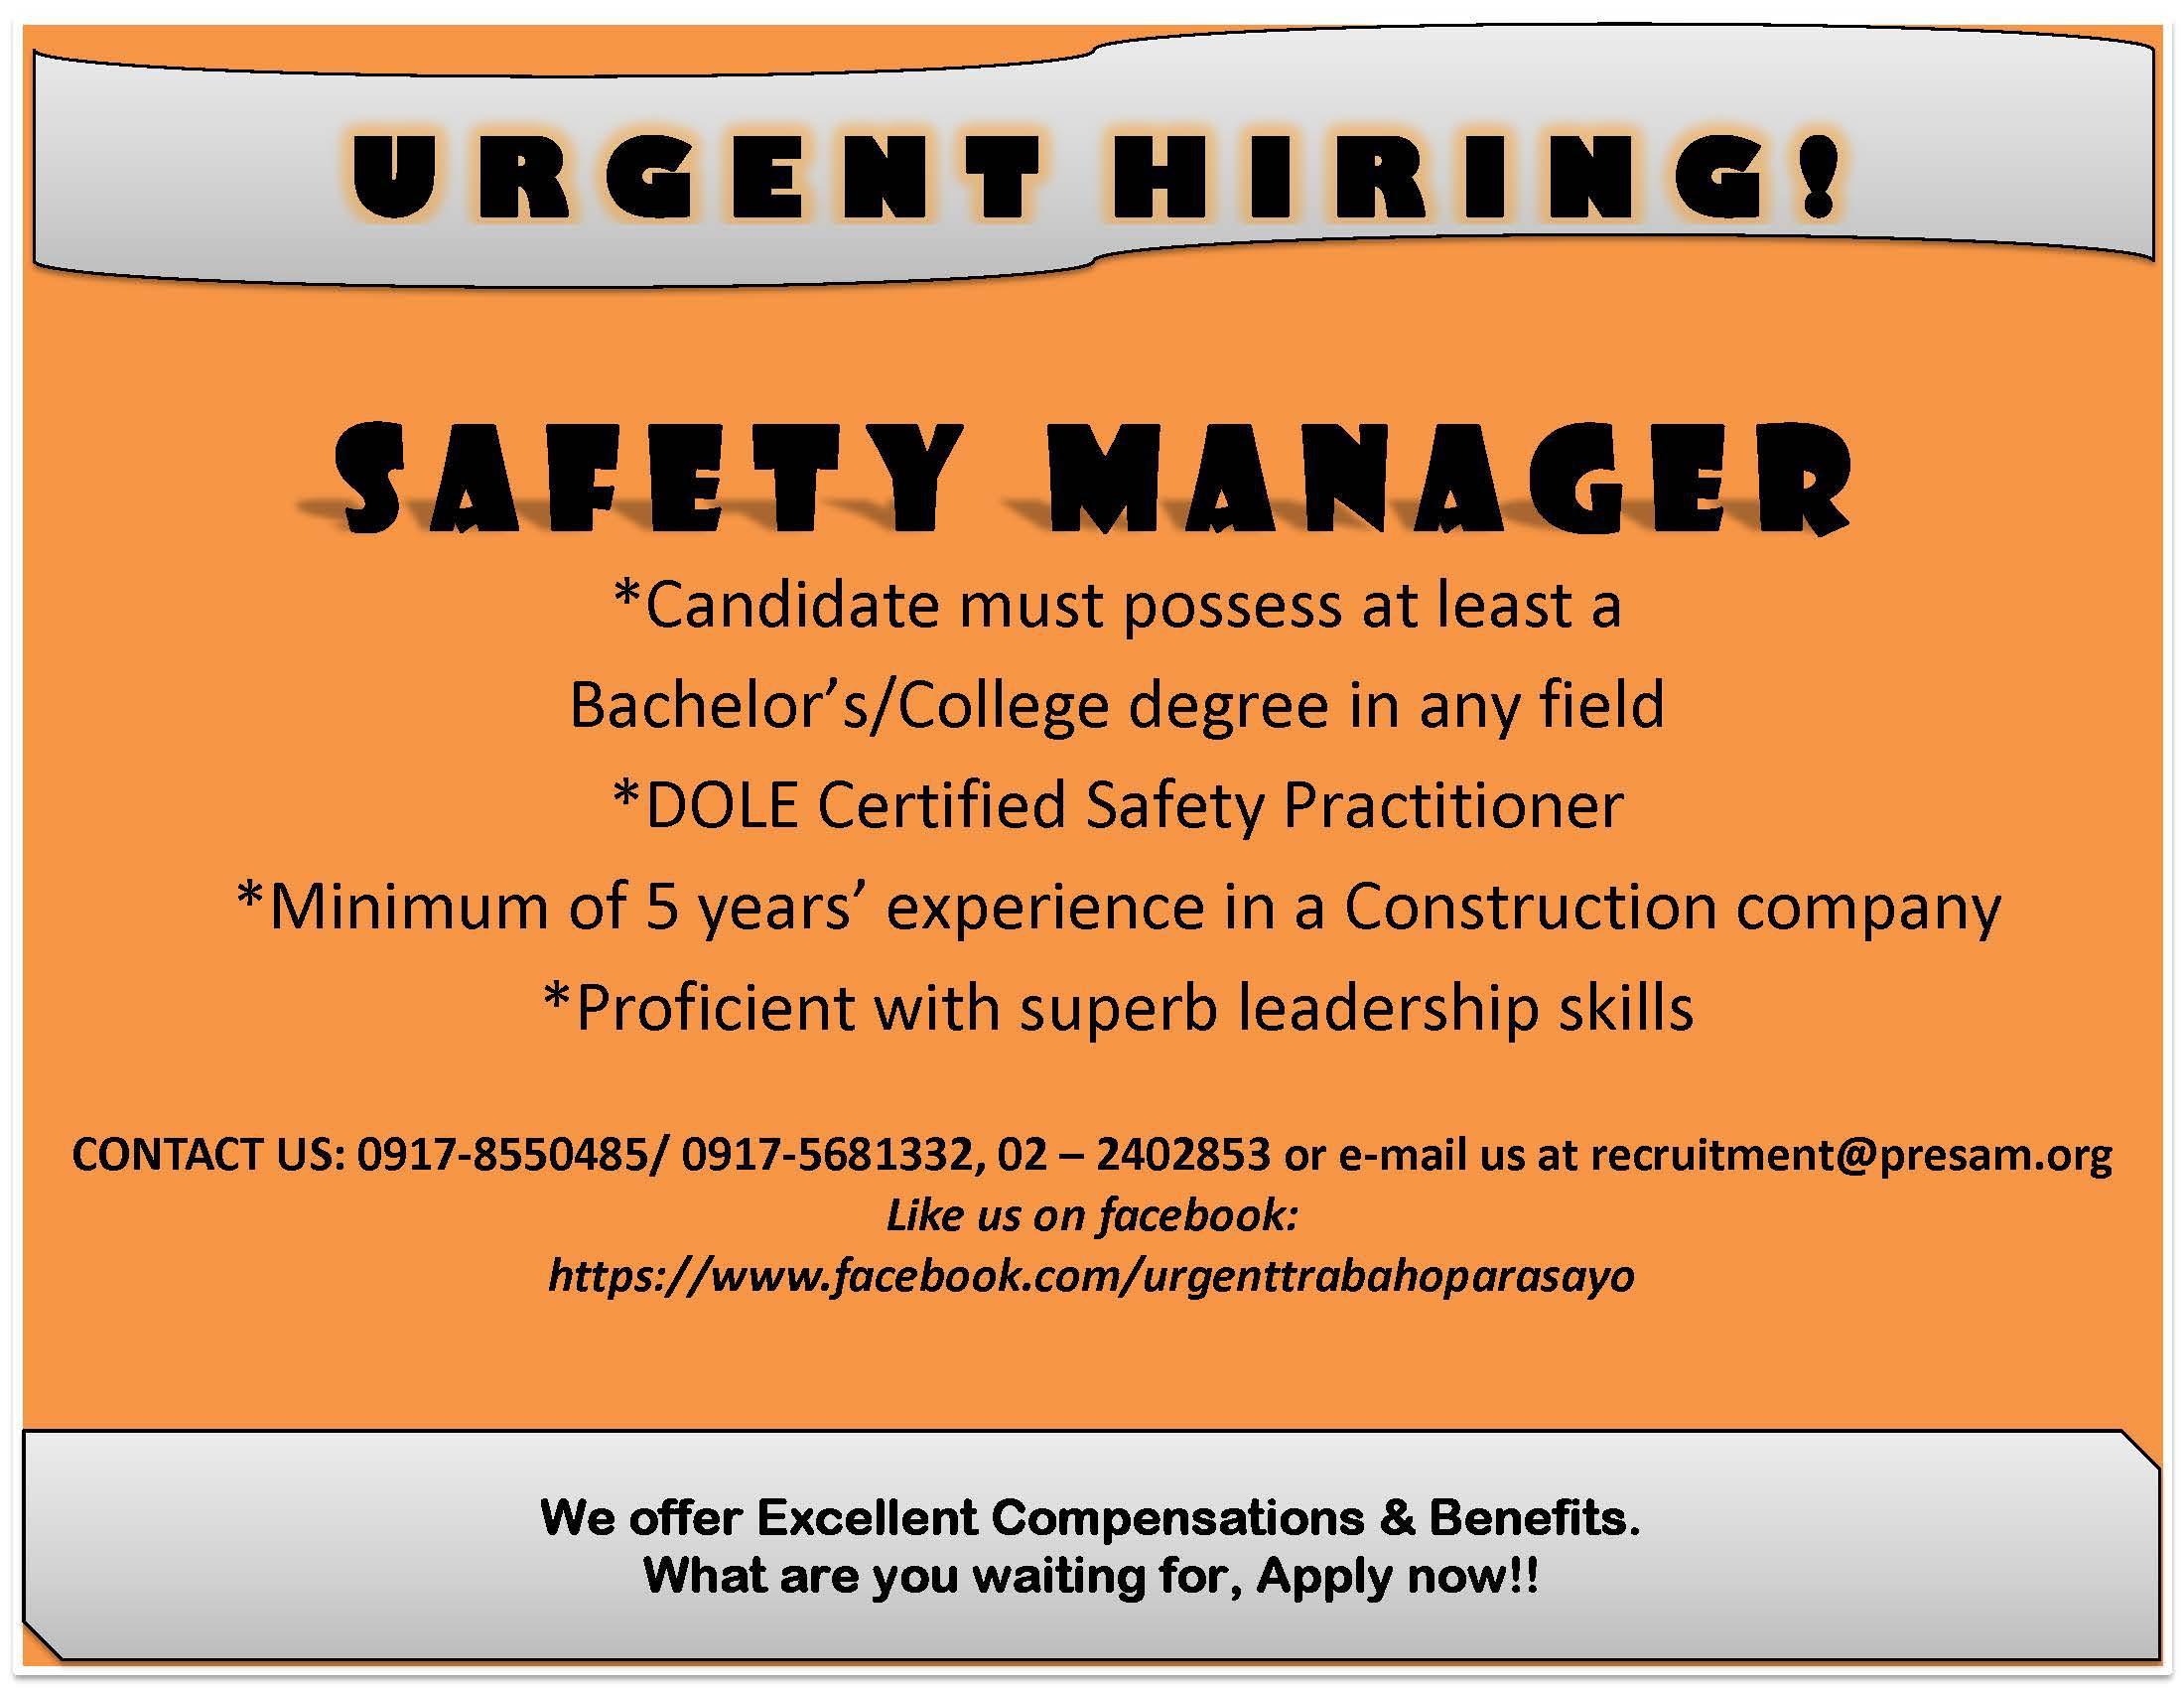 URGENT HIRING!
SAFETY MANAGER
*Candidate must possess at least a
Bachelor’s/College degree in any field
*DOLE Certified Safety Practitioner
*Minimum of 5 years’ experience in a Construction company
*Proficient with superb leadership skills
CONTACT US: 0917-8550485/ 0917-5681332, 02 – 2402853 or e-mail us at recruitment@presam.org
Like us on facebook:
https://www.facebook.com/urgenttrabahoparasayo
We offer Excellent Compensations & Benefits.
What are you waiting for, Apply now!!